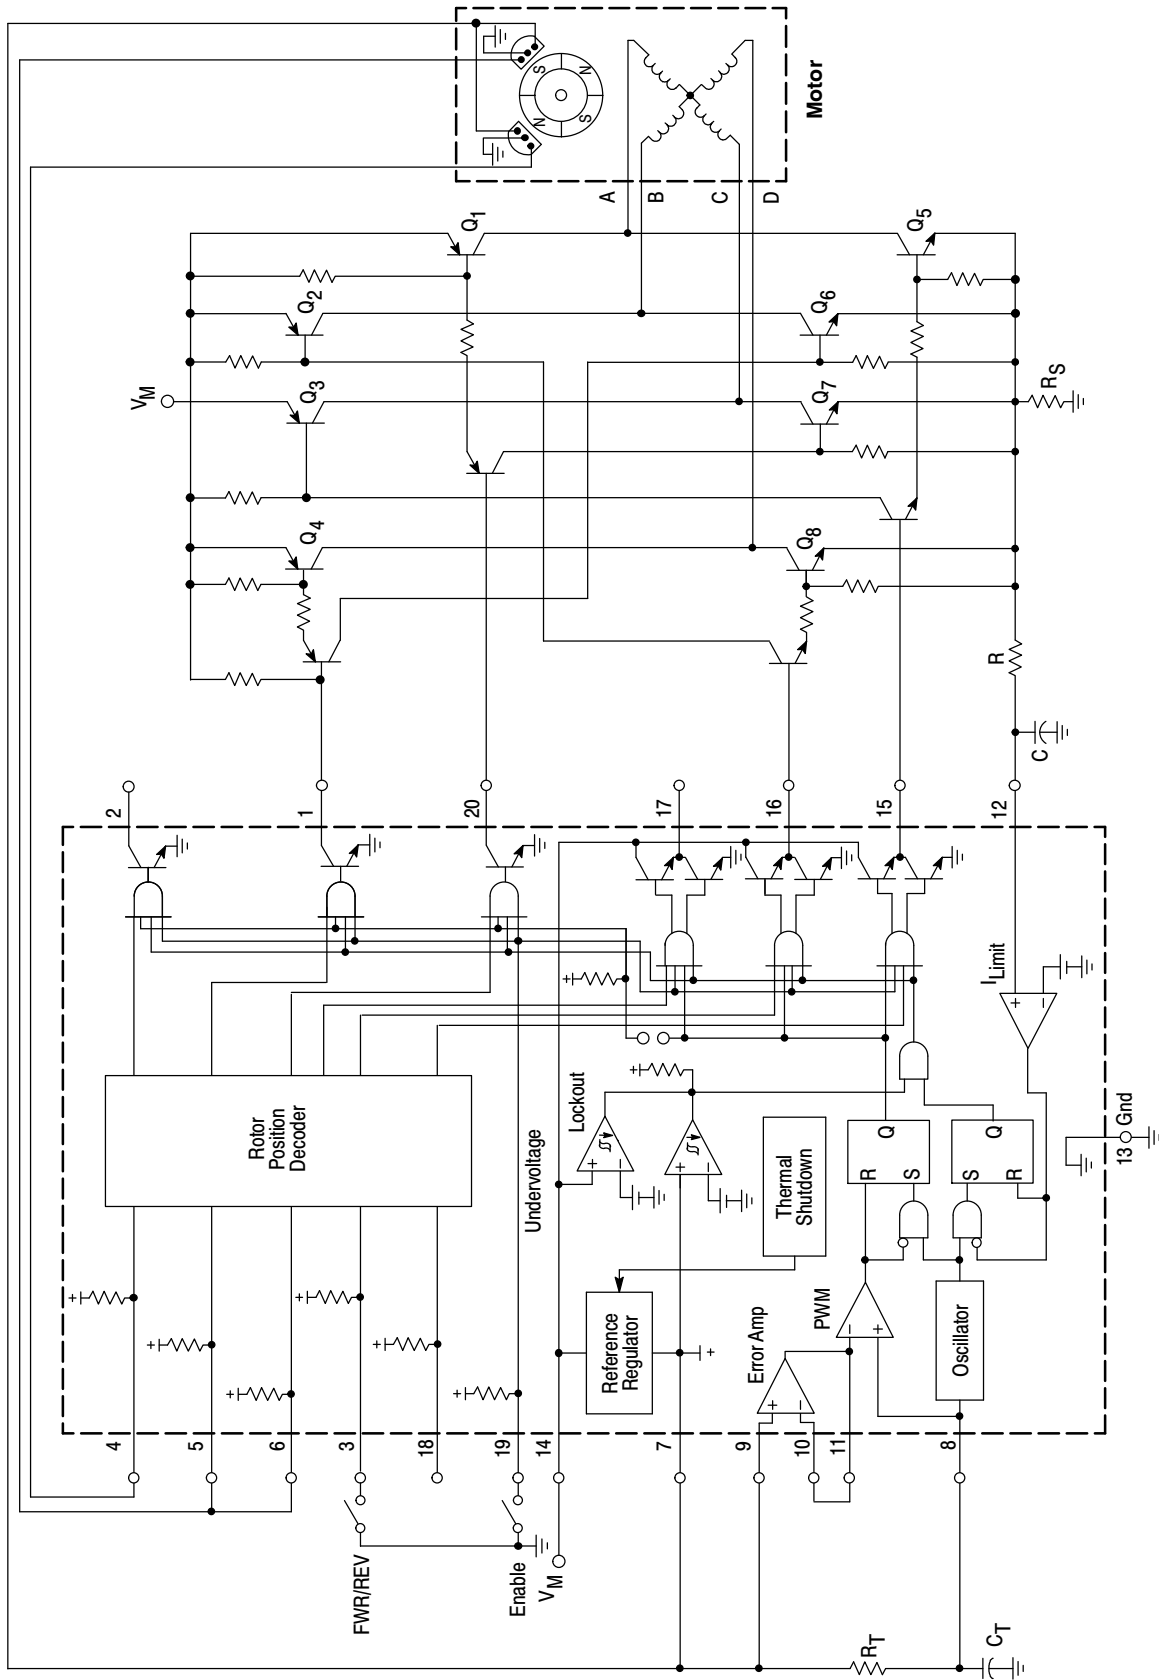 Motor
S
N
N
S
A
B
C
D
Q1
Q5
Q2
Q6
VM
Q3
Q7
RS
Q4
Q8
R
C
2
1
20
17
16
15
12
ILimit
+
−
Rotor
Position
Decoder
Undervoltage
Lockout
+
−
+
−
Thermal
Shutdown
Reference
Regulator
Error Amp
+
−
PWM
−
+
Oscillator
R
S
Q
S
R
Q
13
Gnd
4
5
6
3
18
19
14
7
9
10
11
8
FWR/REV
Enable
VM
RT
CT
+
+
+
+
+
+
+
+
+